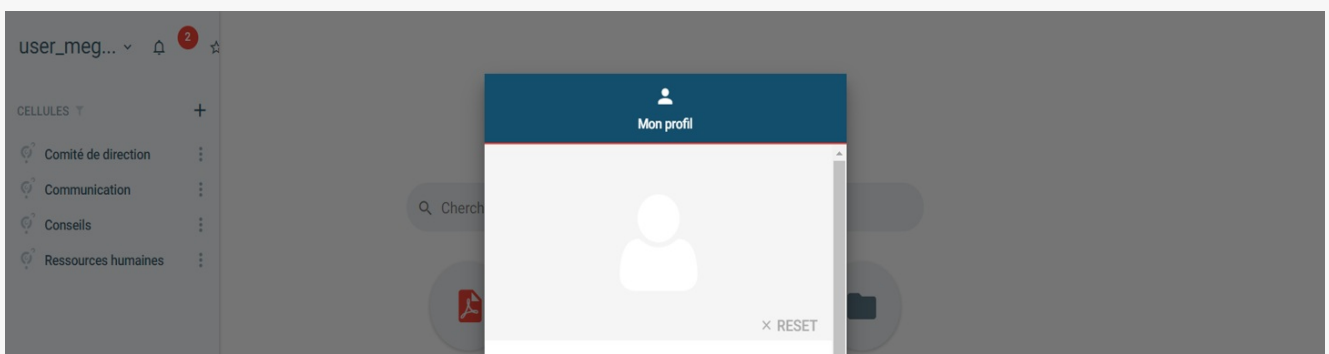 user_meg...
2
CELLULES
Comité de direction
Communication
Conseils
Ressources humaines
Mon profil
Cherch
× RESET